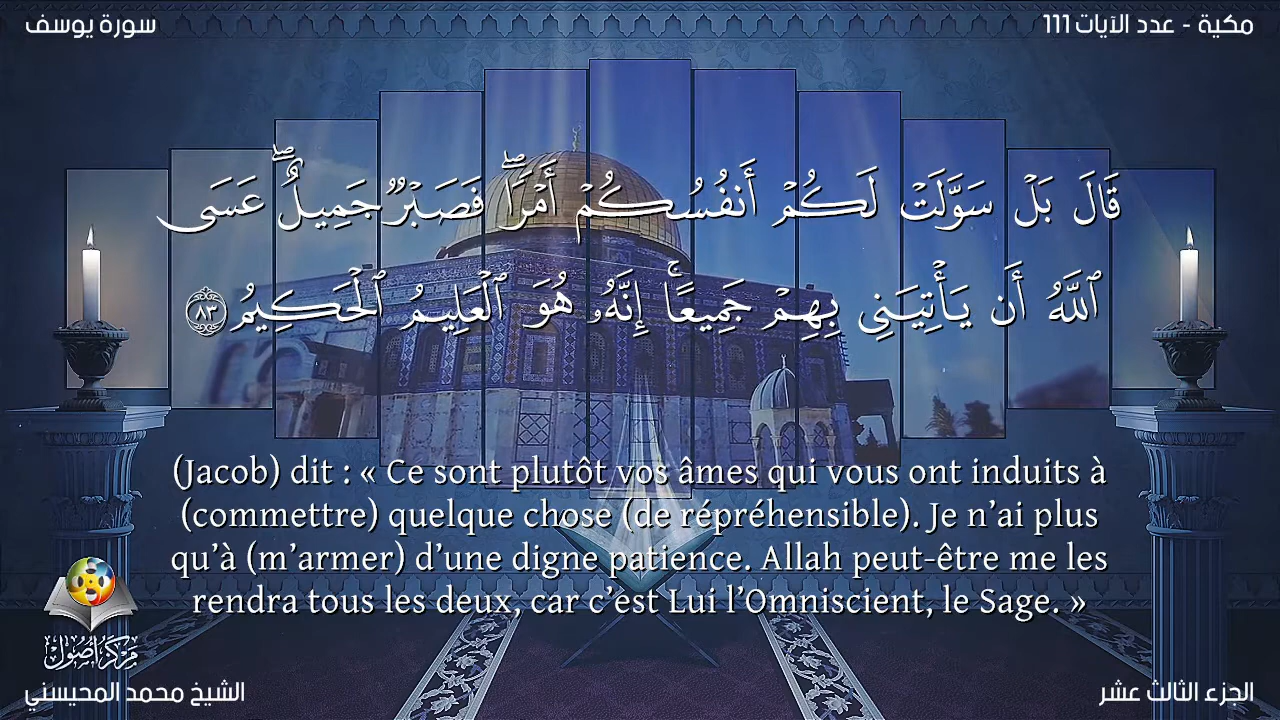 سورة يوسف
مكية - عدد الآيات 111
قَالَ بَلْ سَوَّلَتْ لَكُمْ أَنفُسُكُمْ أَمْرًۭا ۖ فَصَبْرٌۭ جَمِيلٌ ۖ عَسَى
ٱللَّهُ أَن يَأْتِيَنِى بِهِمْ جَمِيعًا ۚ إِنَّهُۥ هُوَ ٱلْعَلِيمُ ٱلْحَكِيمُ ٨٣
(Jacob) dit : « Ce sont plutôt vos âmes qui vous ont induits à
(commettre) quelque chose (de répréhensible). Je n’ai plus
qu’à (m’armer) d’une digne patience. Allah peut-être me les
rendra tous les deux, car c’est Lui l’Omniscient, le Sage. »
مركز أصول
الشيخ محمد المحيسني
الجزء الثالث عشر